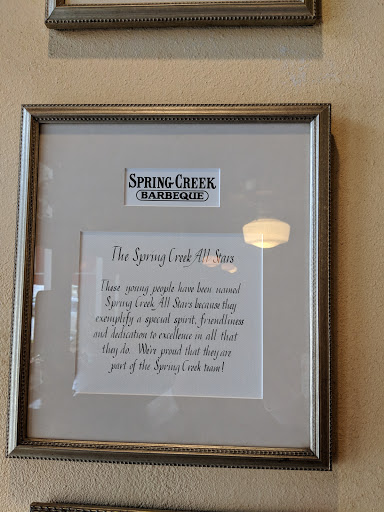 SPRING CREEK
BARBEQUE
The Spring Creek All Stars
These young people have been named
Spring Creek All Stars because they
exemplify a special spirit, friendliness
and dedication to excellence in all that
they do. We're proud that they are
part of the Spring Creek team!